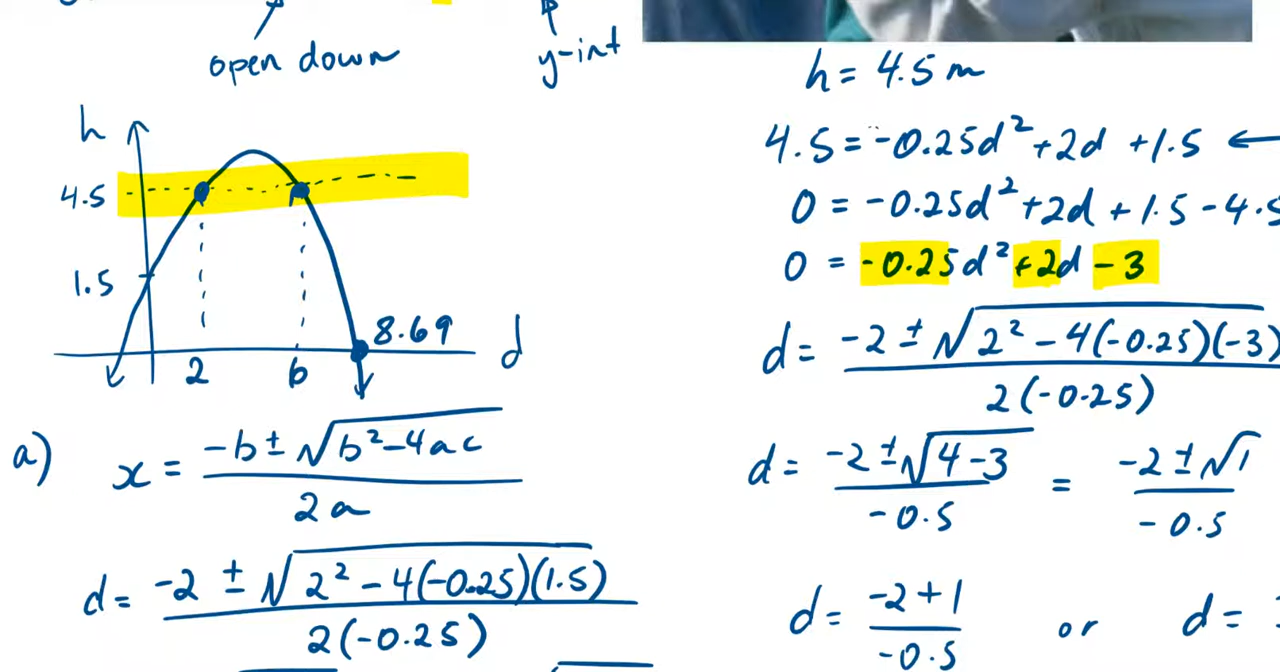 open down
y-int
h
4.5
1.5
8.69
d
2
6
a) x = -b ± √b² - 4ac
2a
d = -2 ± √2² - 4(-0.25)(1.5)
2(-0.25)
h = 4.5 m
4.5 = -0.25d² + 2d + 1.5 ←
0 = -0.25d² + 2d + 1.5 - 4.5
0 = -0.25d² + 2d - 3
d = -2 ± √2² - 4(-0.25)(-3)
2(-0.25)
d = -2 ± √4 - 3 = -2 ± √1
-0.5 -0.5
d = -2 + 1 or d =
-0.5